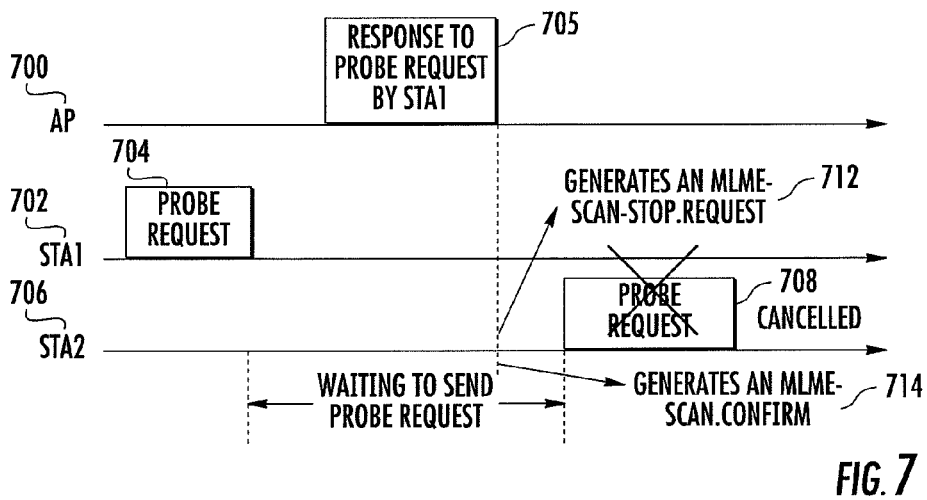 RESPONSE TO
PROBE REQUEST
BY STA1
705
700
AP
704
PROBE
REQUEST
702
STA1
GENERATES AN MLME-
SCAN-STOP.REQUEST
712
706
STA2
PROBE
REQUEST
708
CANCELLED
WAITING TO SEND
PROBE REQUEST
GENERATES AN MLME-
SCAN.CONFIRM
714
FIG. 7